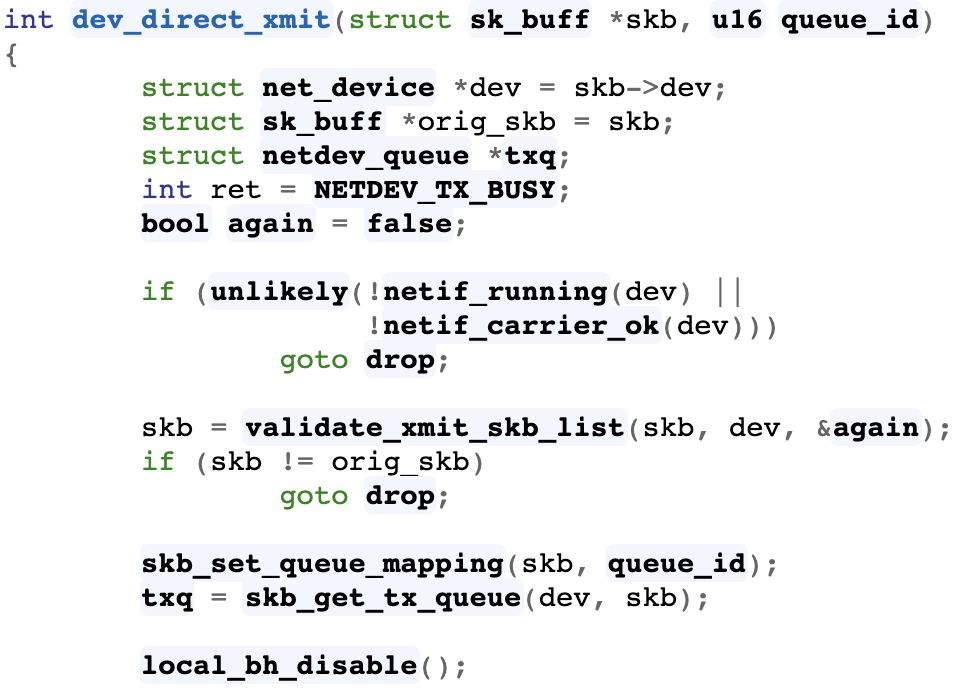 int dev_direct_xmit(struct sk_buff *skb, u16 queue_id)
{
struct net_device *dev = skb->dev;
struct sk_buff *orig_skb = skb;
struct netdev_queue *txq;
int ret = NETDEV_TX_BUSY;
bool again = false;
if (unlikely(!netif_running(dev) ||
!netif_carrier_ok(dev)))
goto drop;
skb = validate_xmit_skb_list(skb, dev, &again);
if (skb != orig_skb)
goto drop;
skb_set_queue_mapping(skb, queue_id);
txq = skb_get_tx_queue(dev, skb);
local_bh_disable();